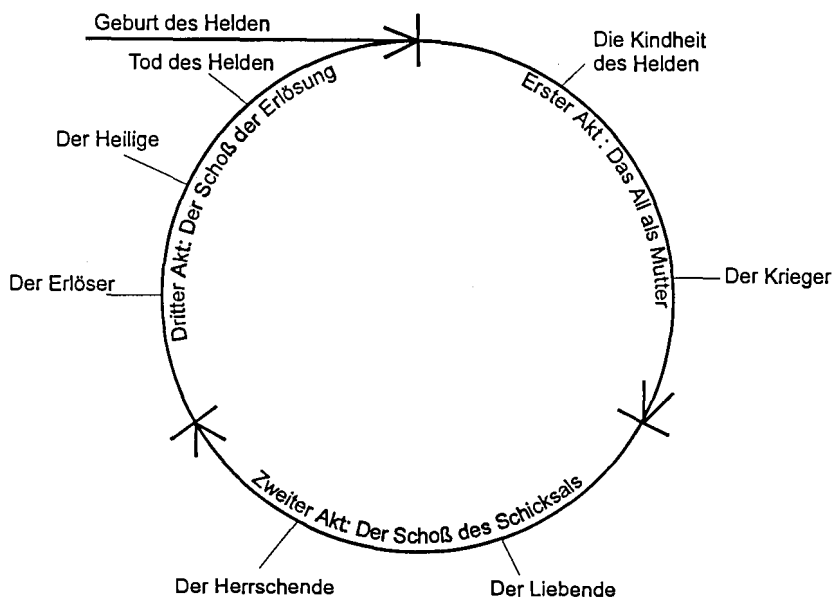 Geburt des Helden
Tod des Helden
Die Kindheit
des Helden
Erster Akt : Das All als Mutter
Der Krieger
Der Liebende
Zweiter Akt: Der Schoß des Schicksals
Der Herrschende
Der Erlöser
Der Heilige
Dritter Akt: Der Schoß der Erlösung